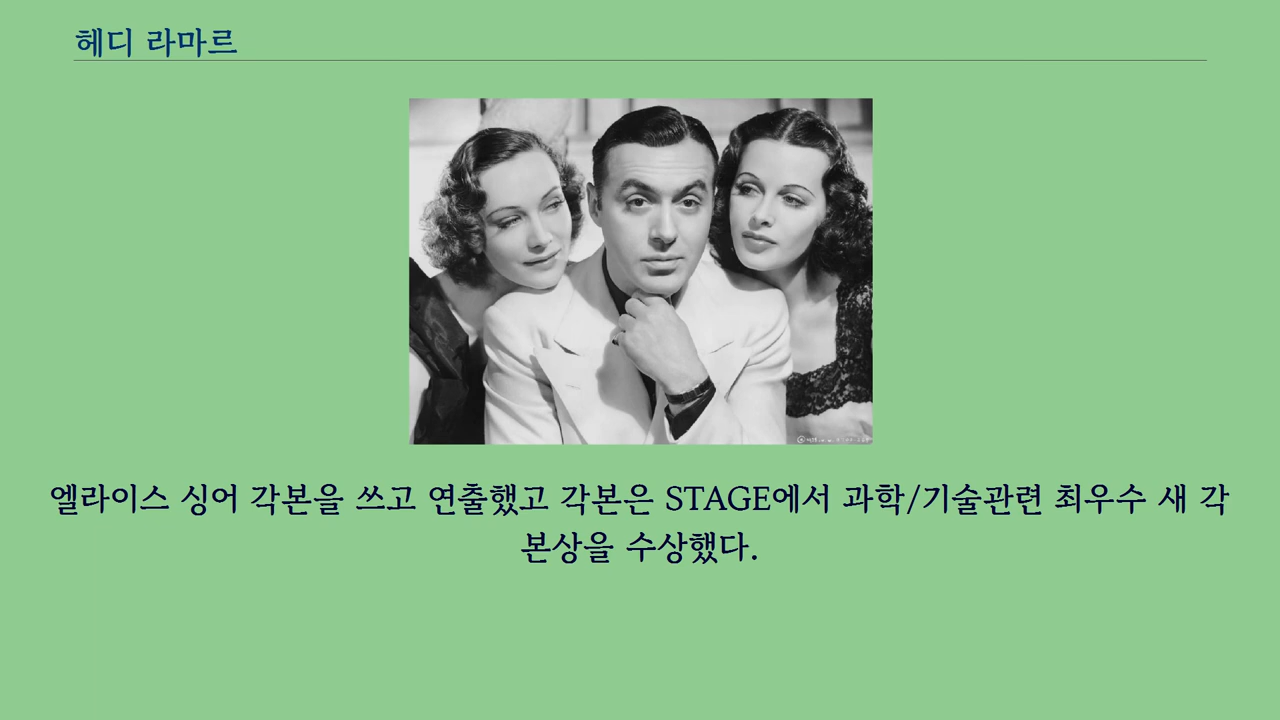 헤디 라마르
엘라이스 싱어 각본을 쓰고 연출했고 각본은 STAGE에서 과학/기술관련 최우수 새 각
본상을 수상했다.